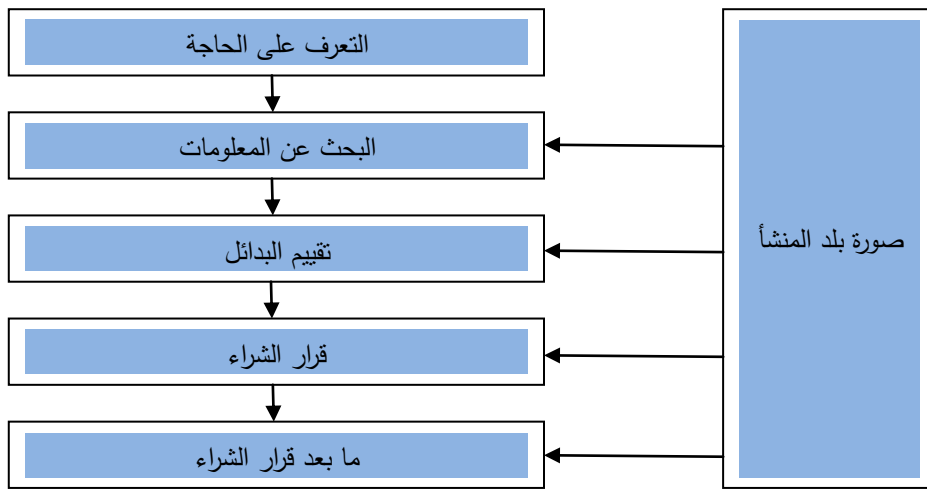 التعرف على الحاجة
البحث عن المعلومات
تقييم البدائل
قرار الشراء
ما بعد قرار الشراء
صورة بلد المنشأ